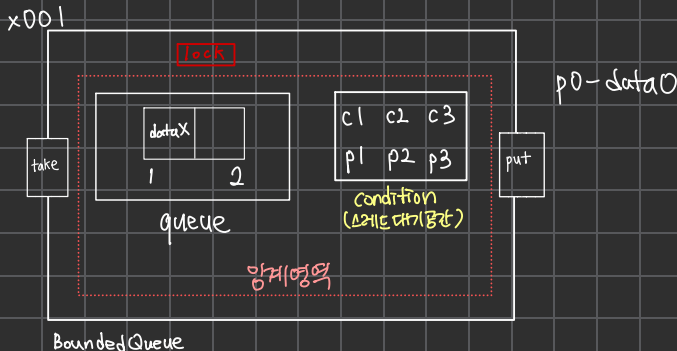 x001
lock
p0-data0
dataX
c1 c2 c3
take
p1 p2 p3
put
1 2
condition
queue
(스레드 대기공간)
임계영역
BoundedQueue